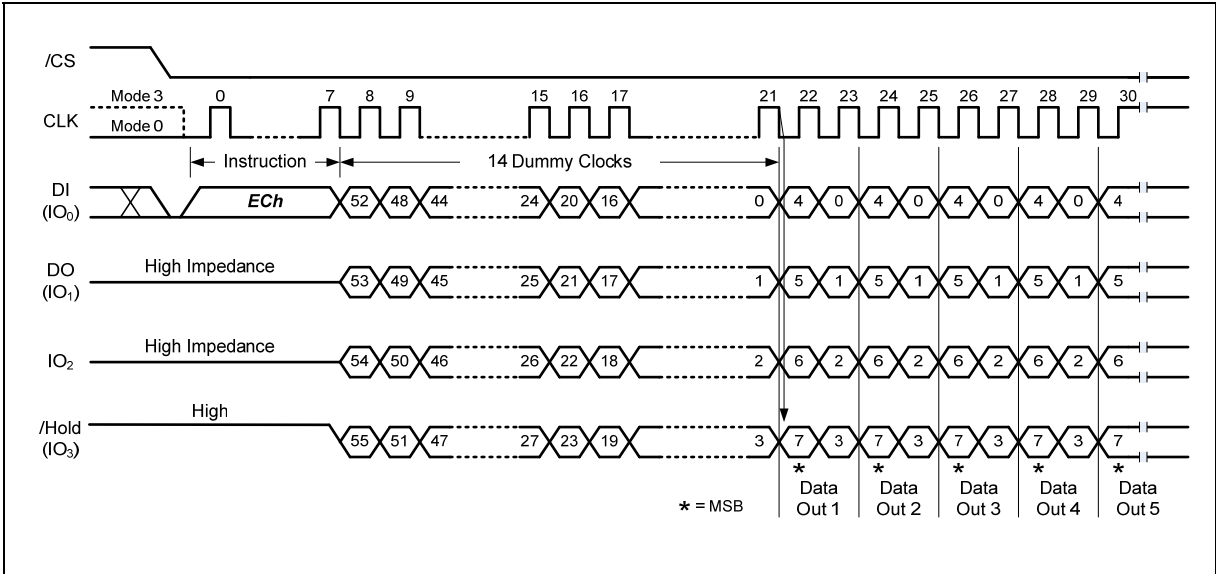 /CS
Mode 3
Mode 0
CLK
0 7 8 9 15 16 17 21 22 23 24 25 26 27 28 29 30
Instruction
14 Dummy Clocks
DI
(IO0)
ECh
52 48 44 24 20 16 0 4 0 4 0 4 0 4 0 4
DO
(IO1)
High Impedance
53 49 45 25 21 17 1 5 1 5 1 5 1 5 1 5
IO2
High Impedance
54 50 46 26 22 18 2 6 2 6 2 6 2 6 2 6
/Hold
(IO3)
High
55 51 47 27 23 19 3 7 3 7 3 7 3 7 3 7
* * * * *
* = MSB
Data
Out 1
Data
Out 2
Data
Out 3
Data
Out 4
Data
Out 5